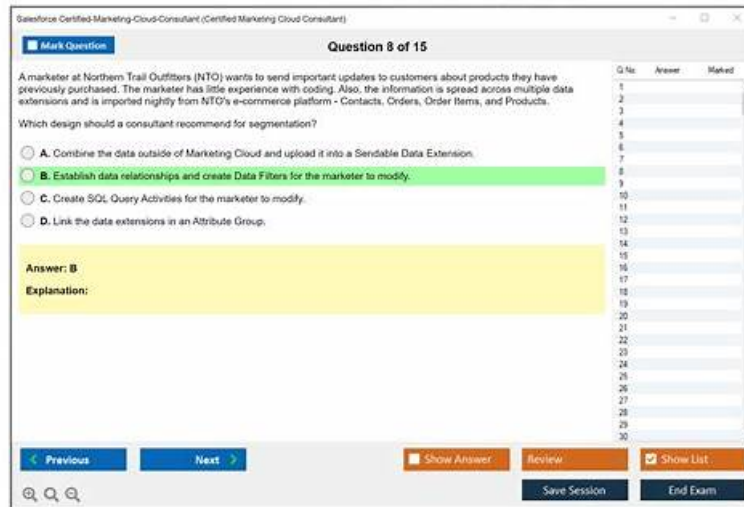 Salesforce Certified-Marketing-Cloud-Consultant (Certified Marketing Cloud Consultant)
Mark Question
Question 8 of 15
Q.No. Answer Marked
A marketer at Northern Trail Outfitters (NTO) wants to send important updates to customers about products they have
previously purchased. The marketer has little experience with coding. Also, the information is spread across multiple data
extensions and is imported nightly from NTO's e-commerce platform - Contacts, Orders, Order Items, and Products.
Which design should a consultant recommend for segmentation?
A. Combine the data outside of Marketing Cloud and upload it into a Sendable Data Extension.
B. Establish data relationships and create Data Filters for the marketer to modify.
C. Create SQL Query Activities for the marketer to modify.
D. Link the data extensions in an Attribute Group.
Answer: B
Explanation:
1
2
3
4
5
6
7
8
9
10
11
12
13
14
15
16
17
18
19
20
21
22
23
24
25
26
27
28
29
30
Previous
Next
Show Answer
Review
Show List
Save Session
End Exam